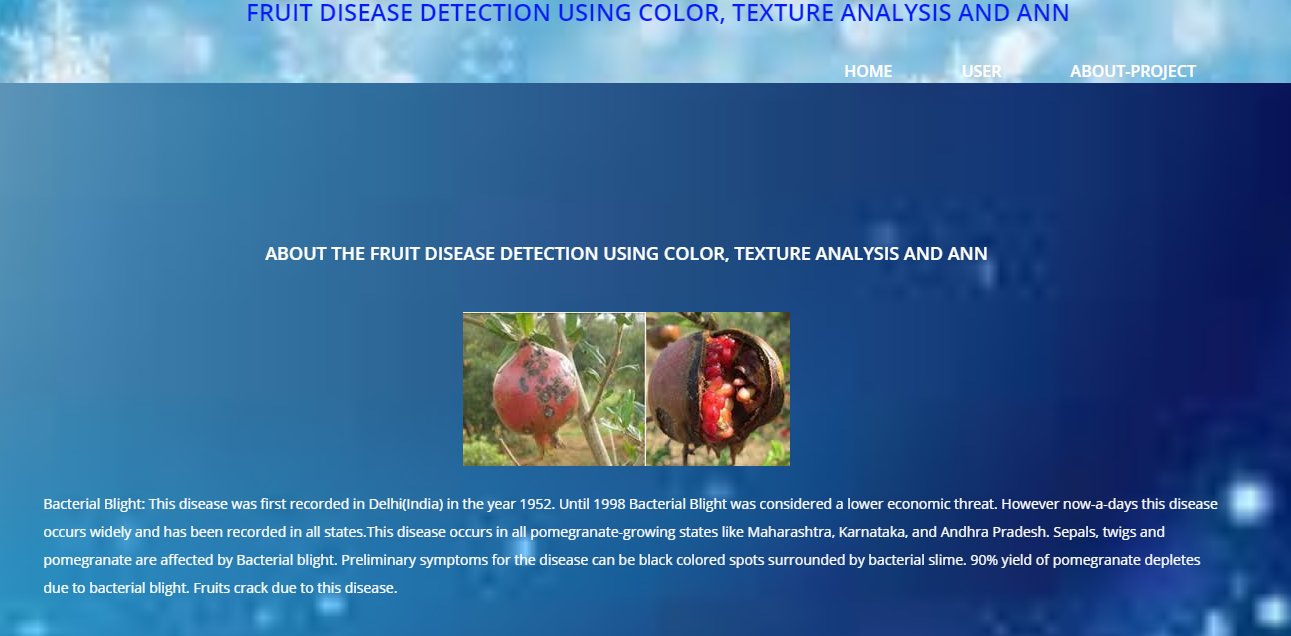 FRUIT DISEASE DETECTION USING COLOR, TEXTURE ANALYSIS AND ANN
HOME USER ABOUT-PROJECT
ABOUT THE FRUIT DISEASE DETECTION USING COLOR, TEXTURE ANALYSIS AND ANN
Bacterial Blight: This disease was first recorded in Delhi(India) in the year 1952. Until 1998 Bacterial Blight was considered a lower economic threat. However now-a-days this disease
occurs widely and has been recorded in all states.This disease occurs in all pomegranate-growing states like Maharashtra, Karnataka, and Andhra Pradesh. Sepals, twigs and
pomegranate are affected by Bacterial blight. Preliminary symptoms for the disease can be black colored spots surrounded by bacterial slime. 90% yield of pomegranate depletes
due to bacterial blight. Fruits crack due to this disease.